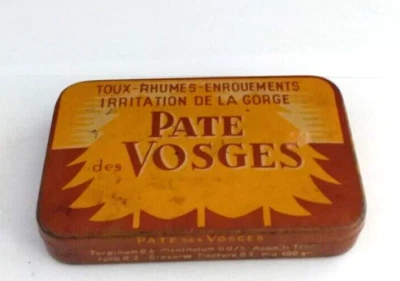 TOUX-RHUMES-ENROUEMENTS
IRRITATION DE LA GORGE
PATE
des VOSGES
PATE des VOSGES